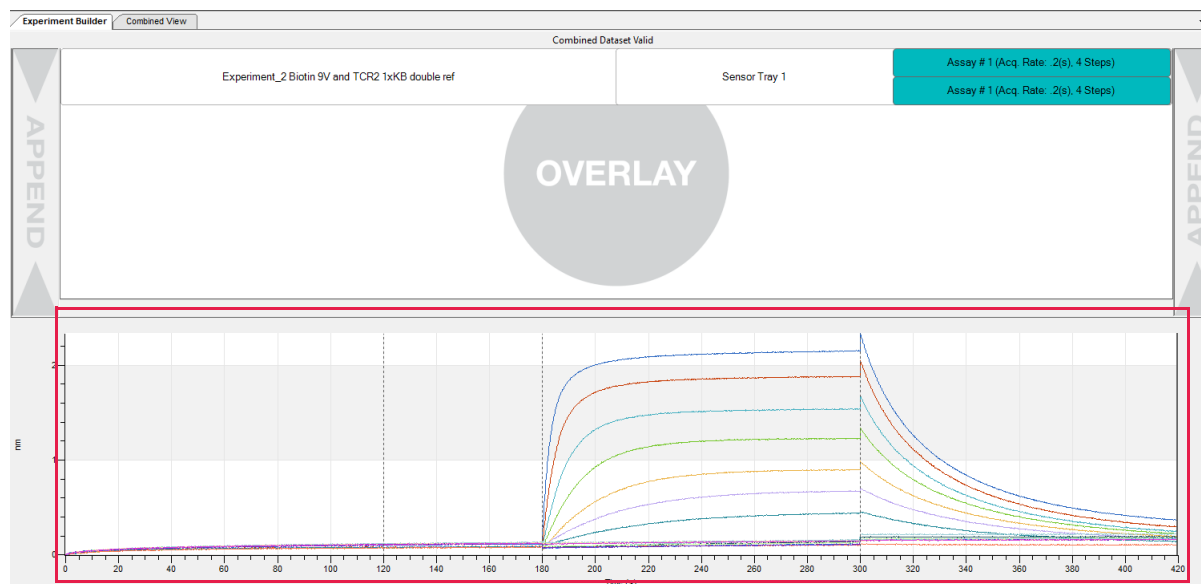 Experiment Builder Combined View
Combined Dataset Valid
Experiment_2 Biotin 9V and TCR2 1xKB double ref
Sensor Tray 1
Assay # 1 (Acq. Rate: .2(s), 4 Steps)
Assay # 1 (Acq. Rate: .2(s), 4 Steps)
APPEND
OVERLAY
APPEND
nm
2
1
0
0 20 40 60 80 100 120 140 160 180 200 220 240 260 280 300 320 340 360 380 400 420